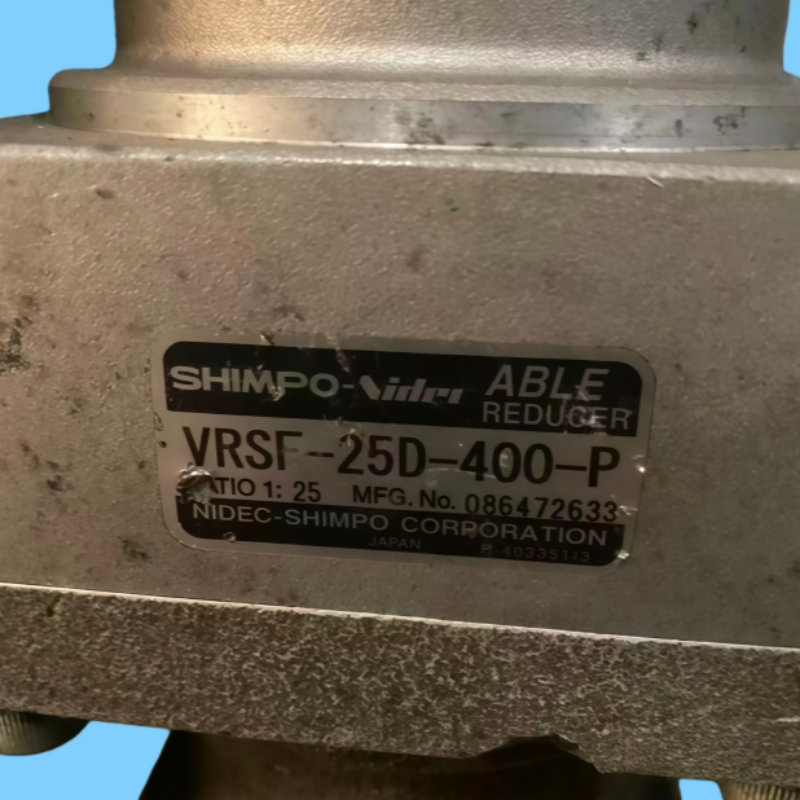 SHIMPO-Nidec ABLE
REDUCER
VRSF-25D-400-P
ATIO 1: 25 MFG. No. 086472633
NIDEC-SHIMPO CORPORATION
JAPAN